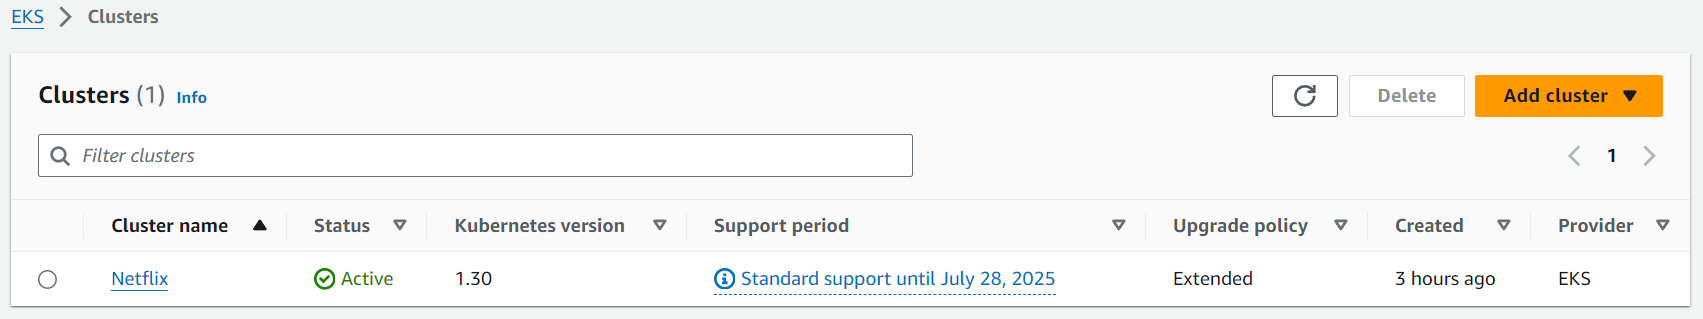 EKS > Clusters
Clusters (1) Info
Delete
Add cluster
Filter clusters
1
Cluster name Status Kubernetes version Support period Upgrade policy Created Provider
Netflix Active 1.30 Standard support until July 28, 2025 Extended 3 hours ago EKS